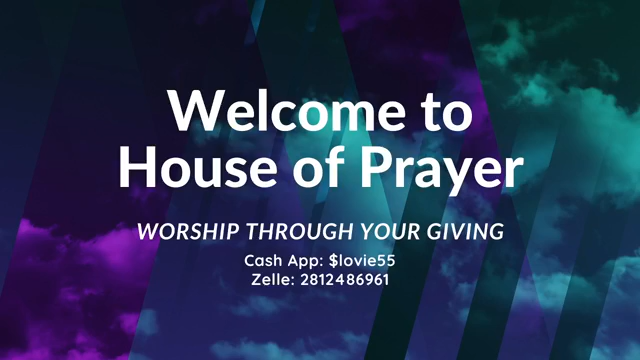 Welcome to
House of Prayer
WORSHIP THROUGH YOUR GIVING
Cash App: $lovie55
Zelle: 2812486961